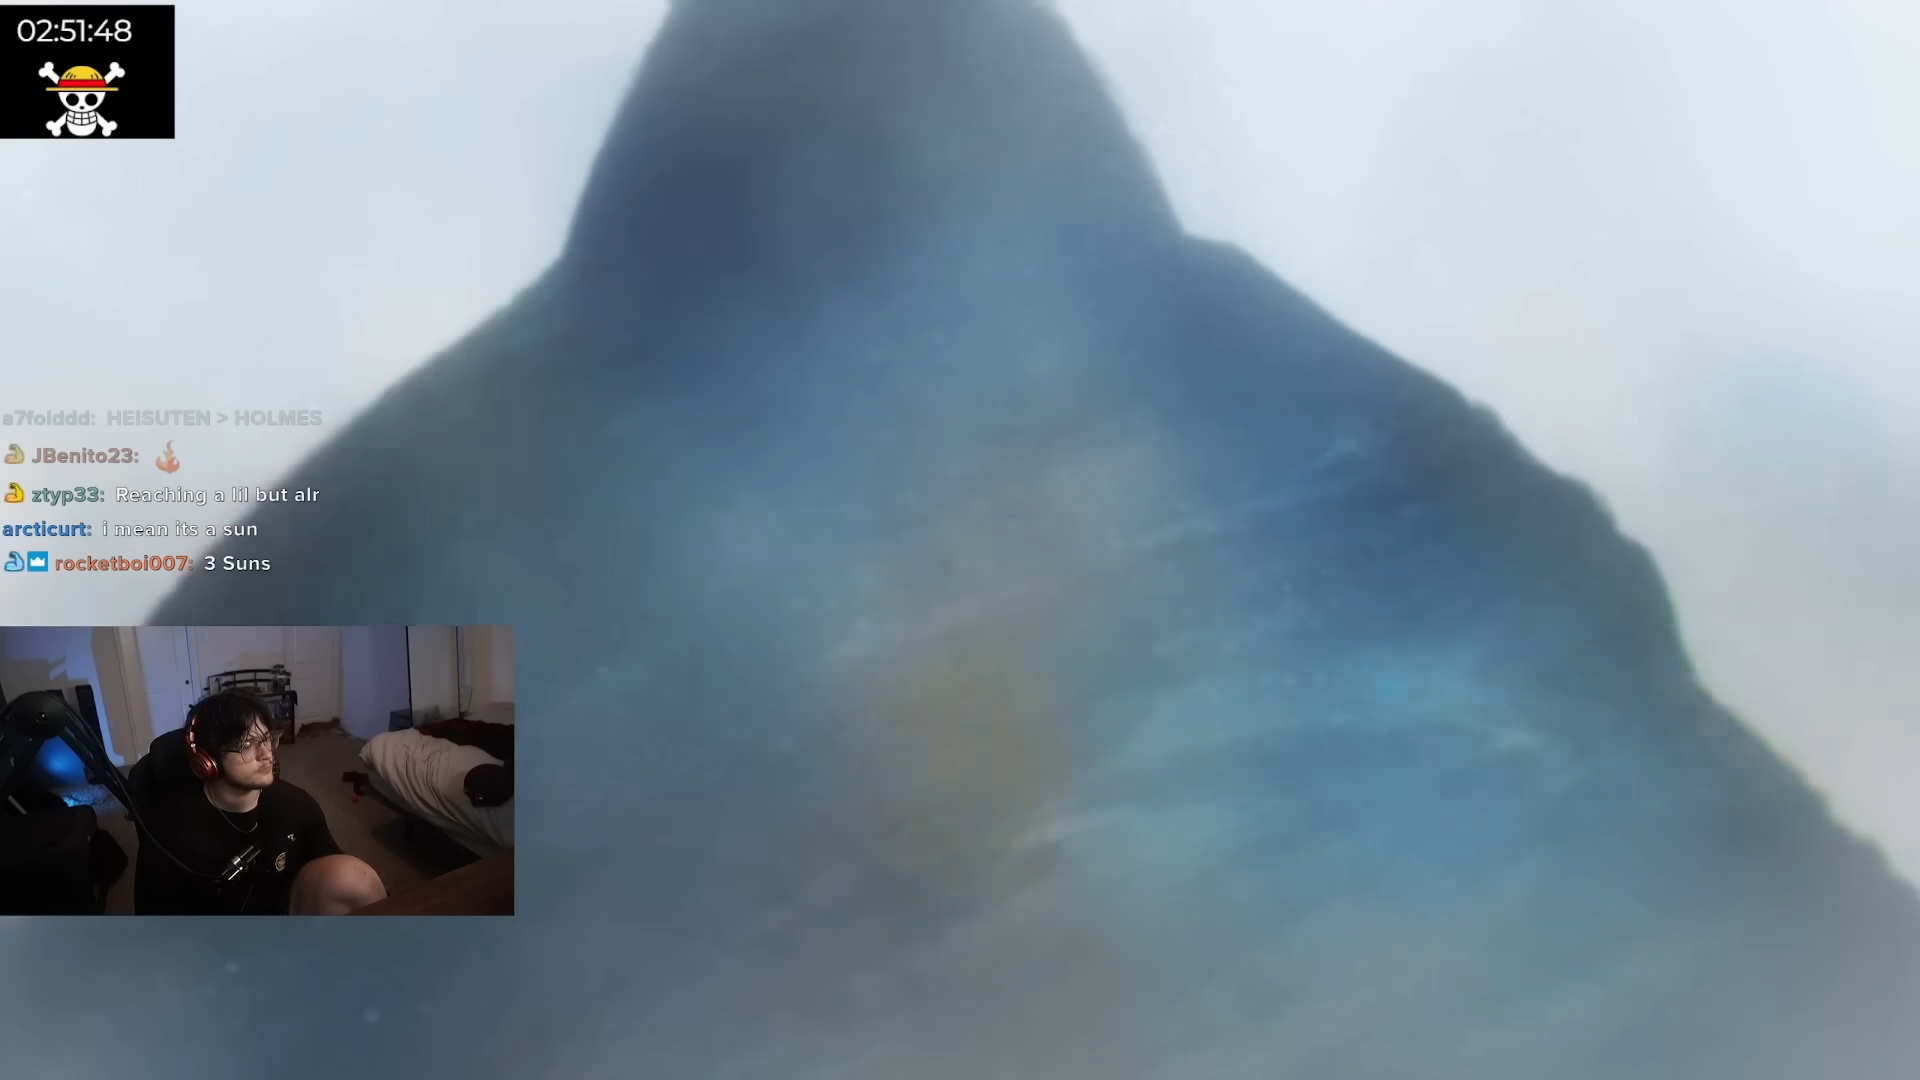 02:51:48
a7folddd: HEISUTEN > HOLMES
JBenito23:
ztyp33: Reaching a lil but alr
arcticurt: i mean its a sun
rocketboi007: 3 Suns